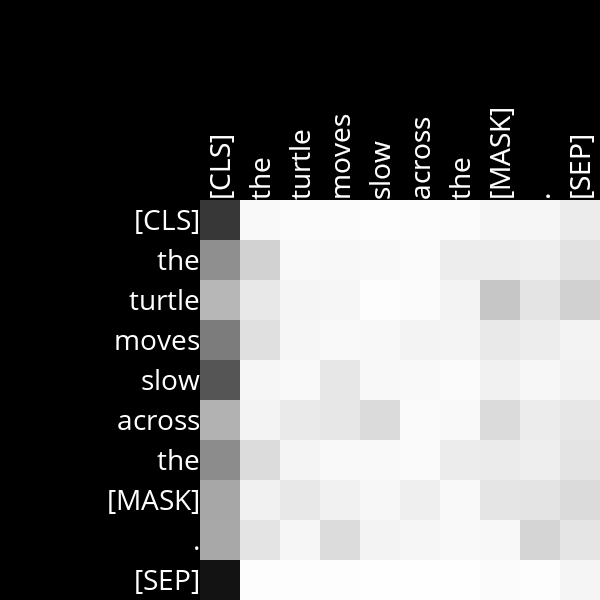 [CLS] the turtle moves slow across the [MASK] . [SEP]
[CLS]
the
turtle
moves
slow
across
the
[MASK]
.
[SEP]